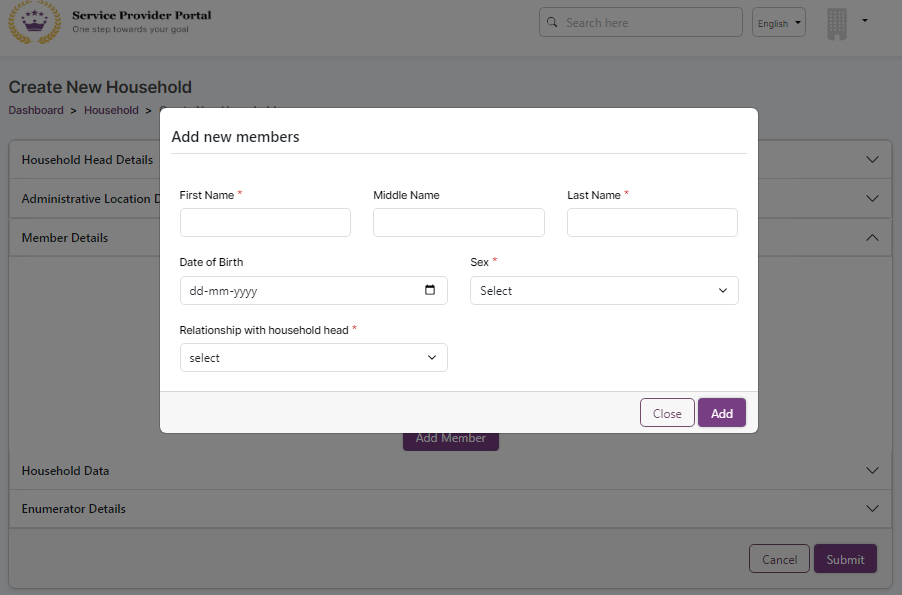 Service Provider Portal
One step towards your goal
Search here
English
Create New Household
Dashboard > Household >
Add new members
Household Head Details
First Name * Middle Name Last Name *
Administrative Location
Member Details
Date of Birth Sex *
dd-mm-yyyy Select
Relationship with household head *
select
Close Add
Add Member
Household Data
Enumerator Details
Cancel Submit